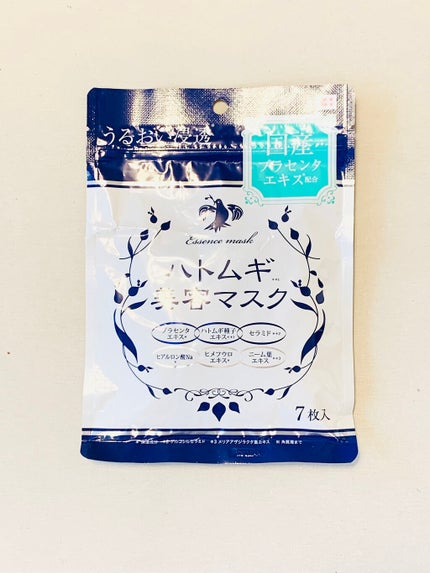 うるおい浸透
国産
プラセンタ
エキス配合
Essence mask
ハトムギ
美容マスク
プラセンタ
エキス
ハトムギ種子
エキス
セラミド
ヒアルロン酸Na
ヒメフウロ
エキス
ニーム葉
エキス
7枚入